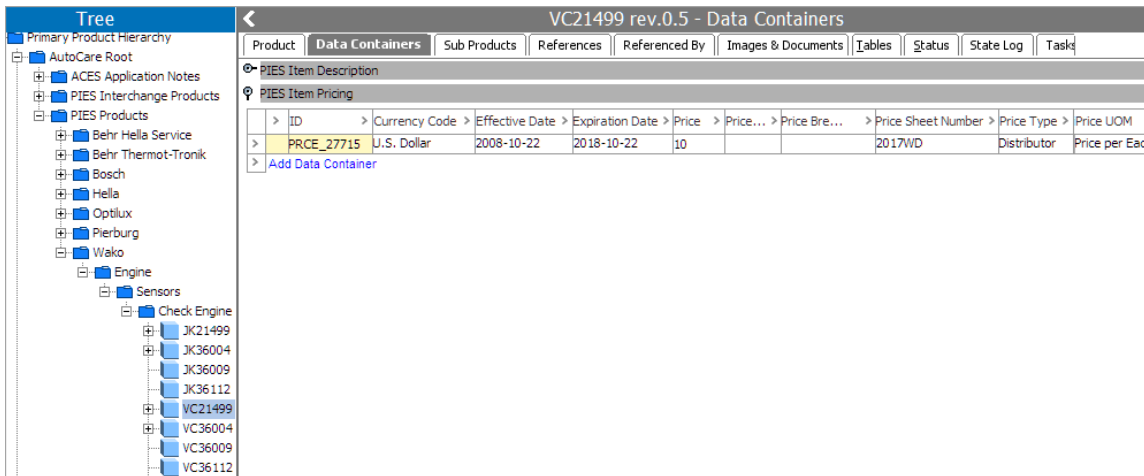 Tree
Primary Product Hierarchy
AutoCare Root
ACES Application Notes
PIES Interchange Products
PIES Products
Behr Hella Service
Behr Thermot-Tronik
Bosch
Hella
Optilux
Pierburg
Wako
Engine
Sensors
Check Engine
JK21499
JK36004
JK36009
JK36112
VC21499
VC36004
VC36009
VC36112
VC21499 rev.0.5 - Data Containers
Product Data Containers Sub Products References Referenced By Images & Documents Tables Status State Log Tasks
PIES Item Description
PIES Item Pricing
> ID > Currency Code > Effective Date > Expiration Date > Price > Price... > Price Bre... > Price Sheet Number > Price Type > Price UOM
> PRCE_27715 U.S. Dollar 2008-10-22 2018-10-22 10 2017WD Distributor Price per Eac
> Add Data Container